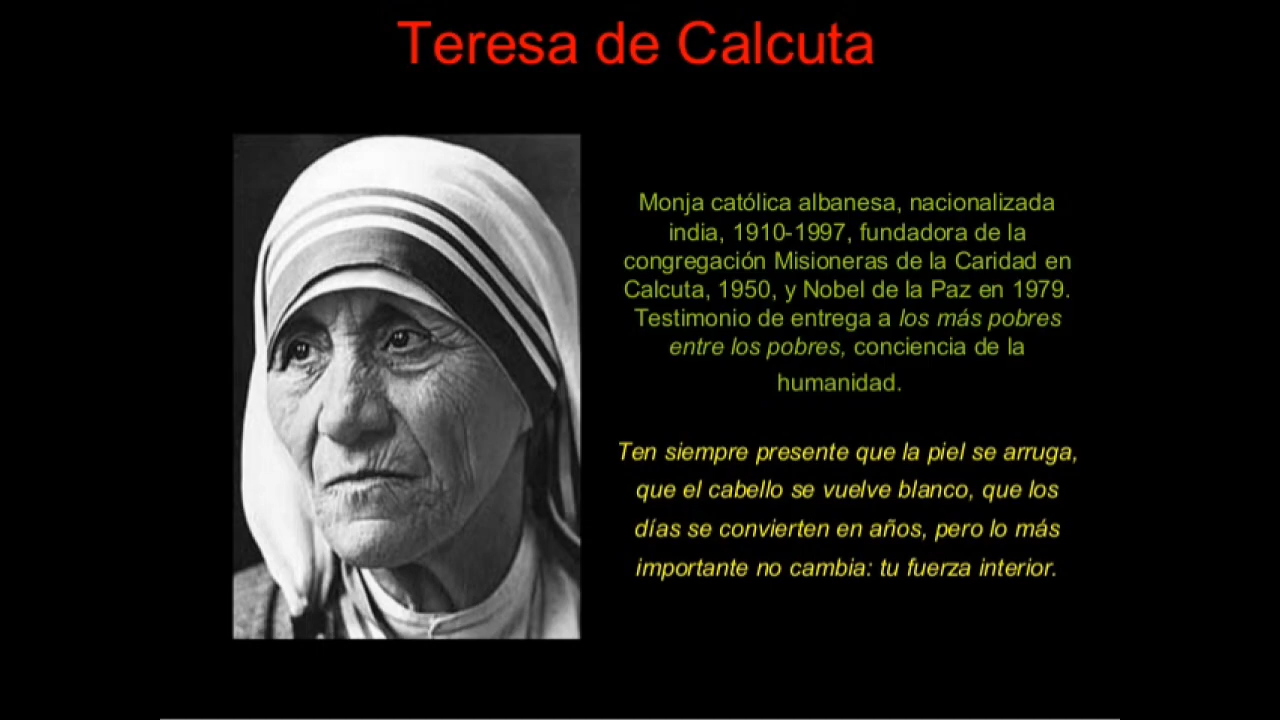 Teresa de Calcuta
Monja católica albanesa, nacionalizada
india, 1910-1997, fundadora de la
congregación Misioneras de la Caridad en
Calcuta, 1950, y Nobel de la Paz en 1979.
Testimonio de entrega a los más pobres
entre los pobres, conciencia de la
humanidad.
Ten siempre presente que la piel se arruga,
que el cabello se vuelve blanco, que los
días se convierten en años, pero lo más
importante no cambia: tu fuerza interior.